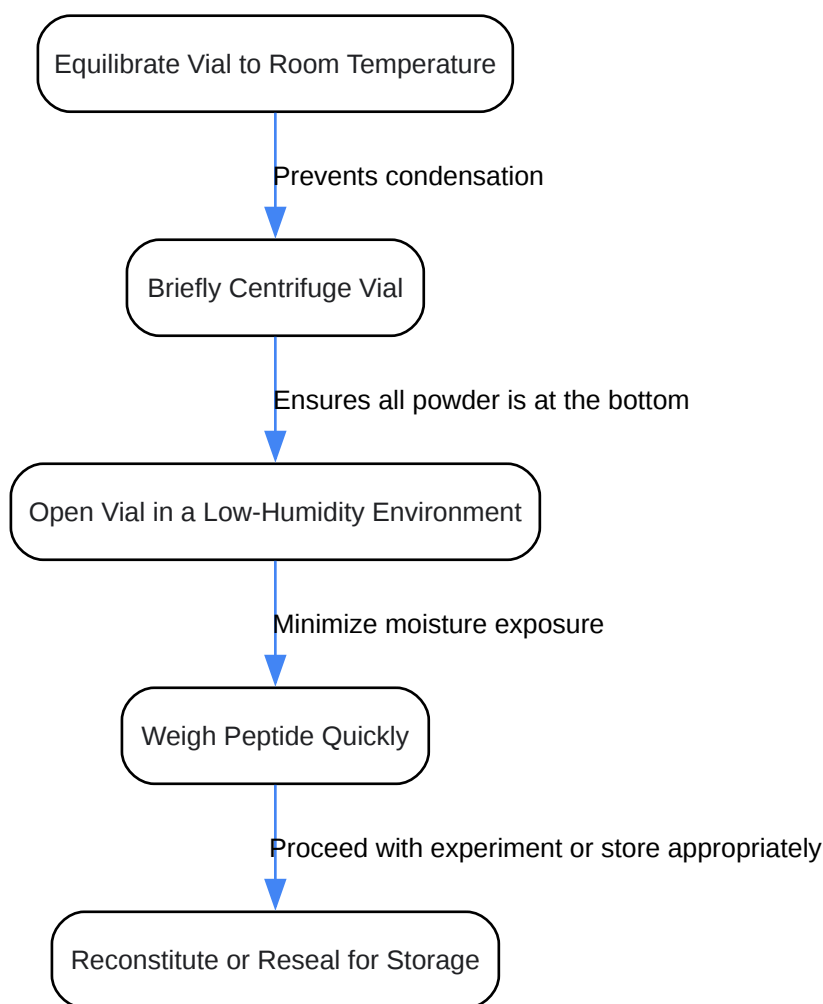 Equilibrate Vial to Room Temperature
Prevents condensation
Briefly Centrifuge Vial
Ensures all powder is at the bottom
Open Vial in a Low-Humidity Environment
Minimize moisture exposure
Weigh Peptide Quickly
Proceed with experiment or store appropriately
Reconstitute or Reseal for Storage